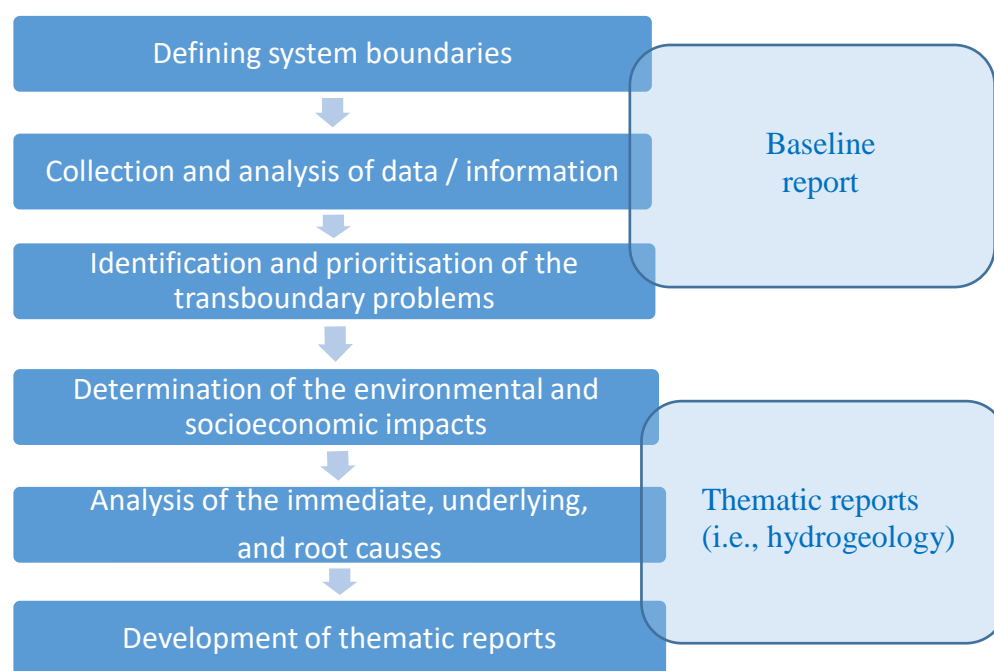 Defining system boundaries
Collection and analysis of data / information
Identification and prioritisation of the
transboundary problems
Determination of the environmental and
socioeconomic impacts
Analysis of the immediate, underlying,
and root causes
Development of thematic reports
Baseline
report
Thematic reports
(i.e., hydrogeology)